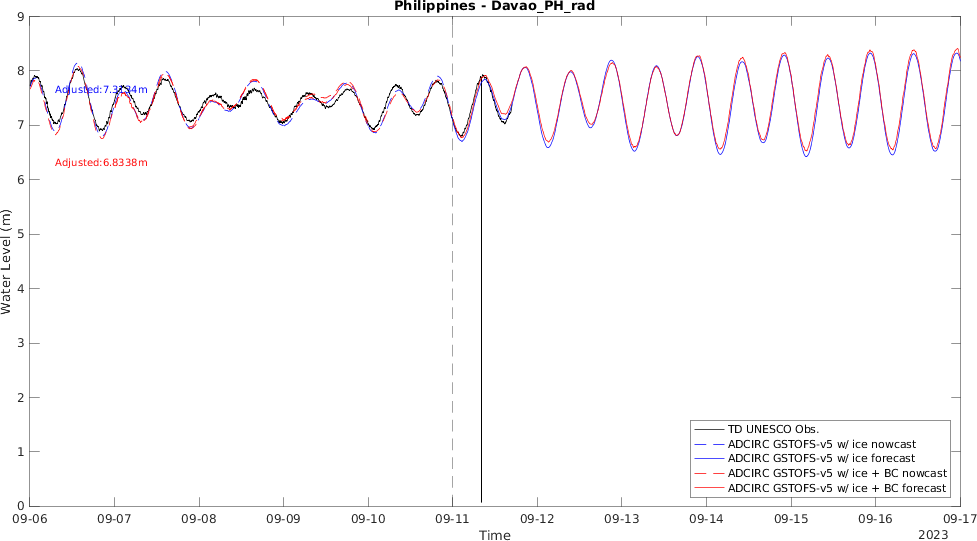 Philippines - Davao_PH_rad
9
8
7
6
5
4
3
2
1
0
Water Level (m)
Adjusted:6.8338m
TD UNESCO Obs.
ADCIRC GSTOFS-v5 w/ ice nowcast
ADCIRC GSTOFS-v5 w/ ice forecast
ADCIRC GSTOFS-v5 w/ ice + BC nowcast
ADCIRC GSTOFS-v5 w/ ice + BC forecast
09-06 09-07 09-08 09-09 09-10 09-11 09-12 09-13 09-14 09-15 09-16 09-17
Time
2023